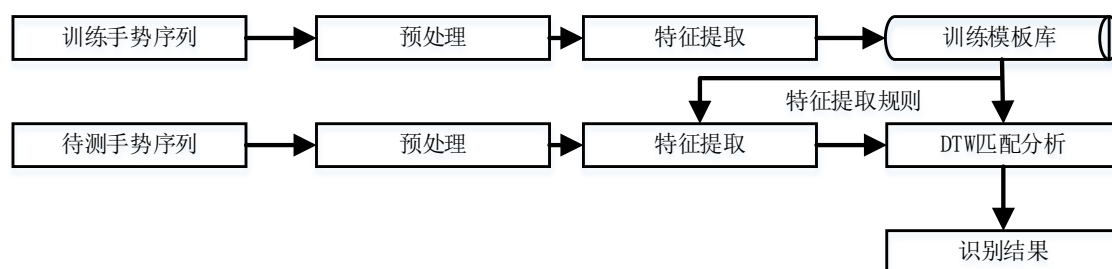 训练手势序列
预处理
特征提取
训练模板库
特征提取规则
待测手势序列
预处理
特征提取
DTW匹配分析
识别结果